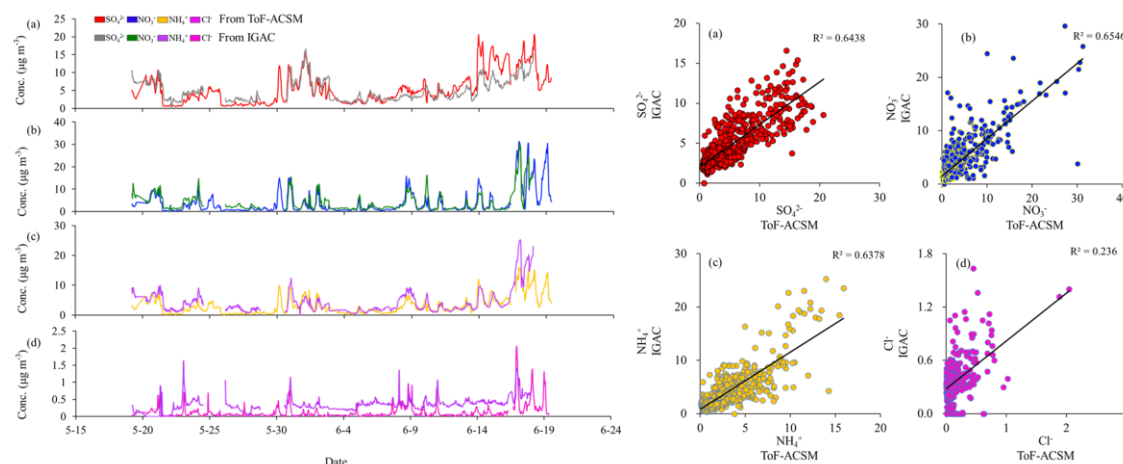 (a)
SO₄²⁻ NO₃⁻ NH₄⁺ Cl⁻ From ToF-ACSM
SO₄²⁻ NO₃⁻ NH₄⁺ Cl⁻ From IGAC
Conc. (µg m⁻³)
25
20
15
10
5
0
(b)
Conc. (µg m⁻³)
40
30
20
10
0
(c)
Conc. (µg m⁻³)
30
20
10
0
(d)
Conc. (µg m⁻³)
2.5
2
1.5
1
0.5
0
5-15 5-20 5-25 5-30 6-4 6-9 6-14 6-19 6-24
Date
(a)
R² = 0.6438
SO₄²⁻
IGAC
20
15
10
5
0
0 10 20 30
SO₄²⁻
ToF-ACSM
(b)
R² = 0.6546
NO₃⁻
IGAC
30
20
10
0
0 10 20 30 40
NO₃⁻
ToF-ACSM
(c)
R² = 0.6378
NH₄⁺
IGAC
30
20
10
0
0 5 10 15 20
NH₄⁺
ToF-ACSM
(d)
R² = 0.236
Cl⁻
IGAC
1.8
1.2
0.6
0.0
0 1 2
Cl⁻
ToF-ACSM